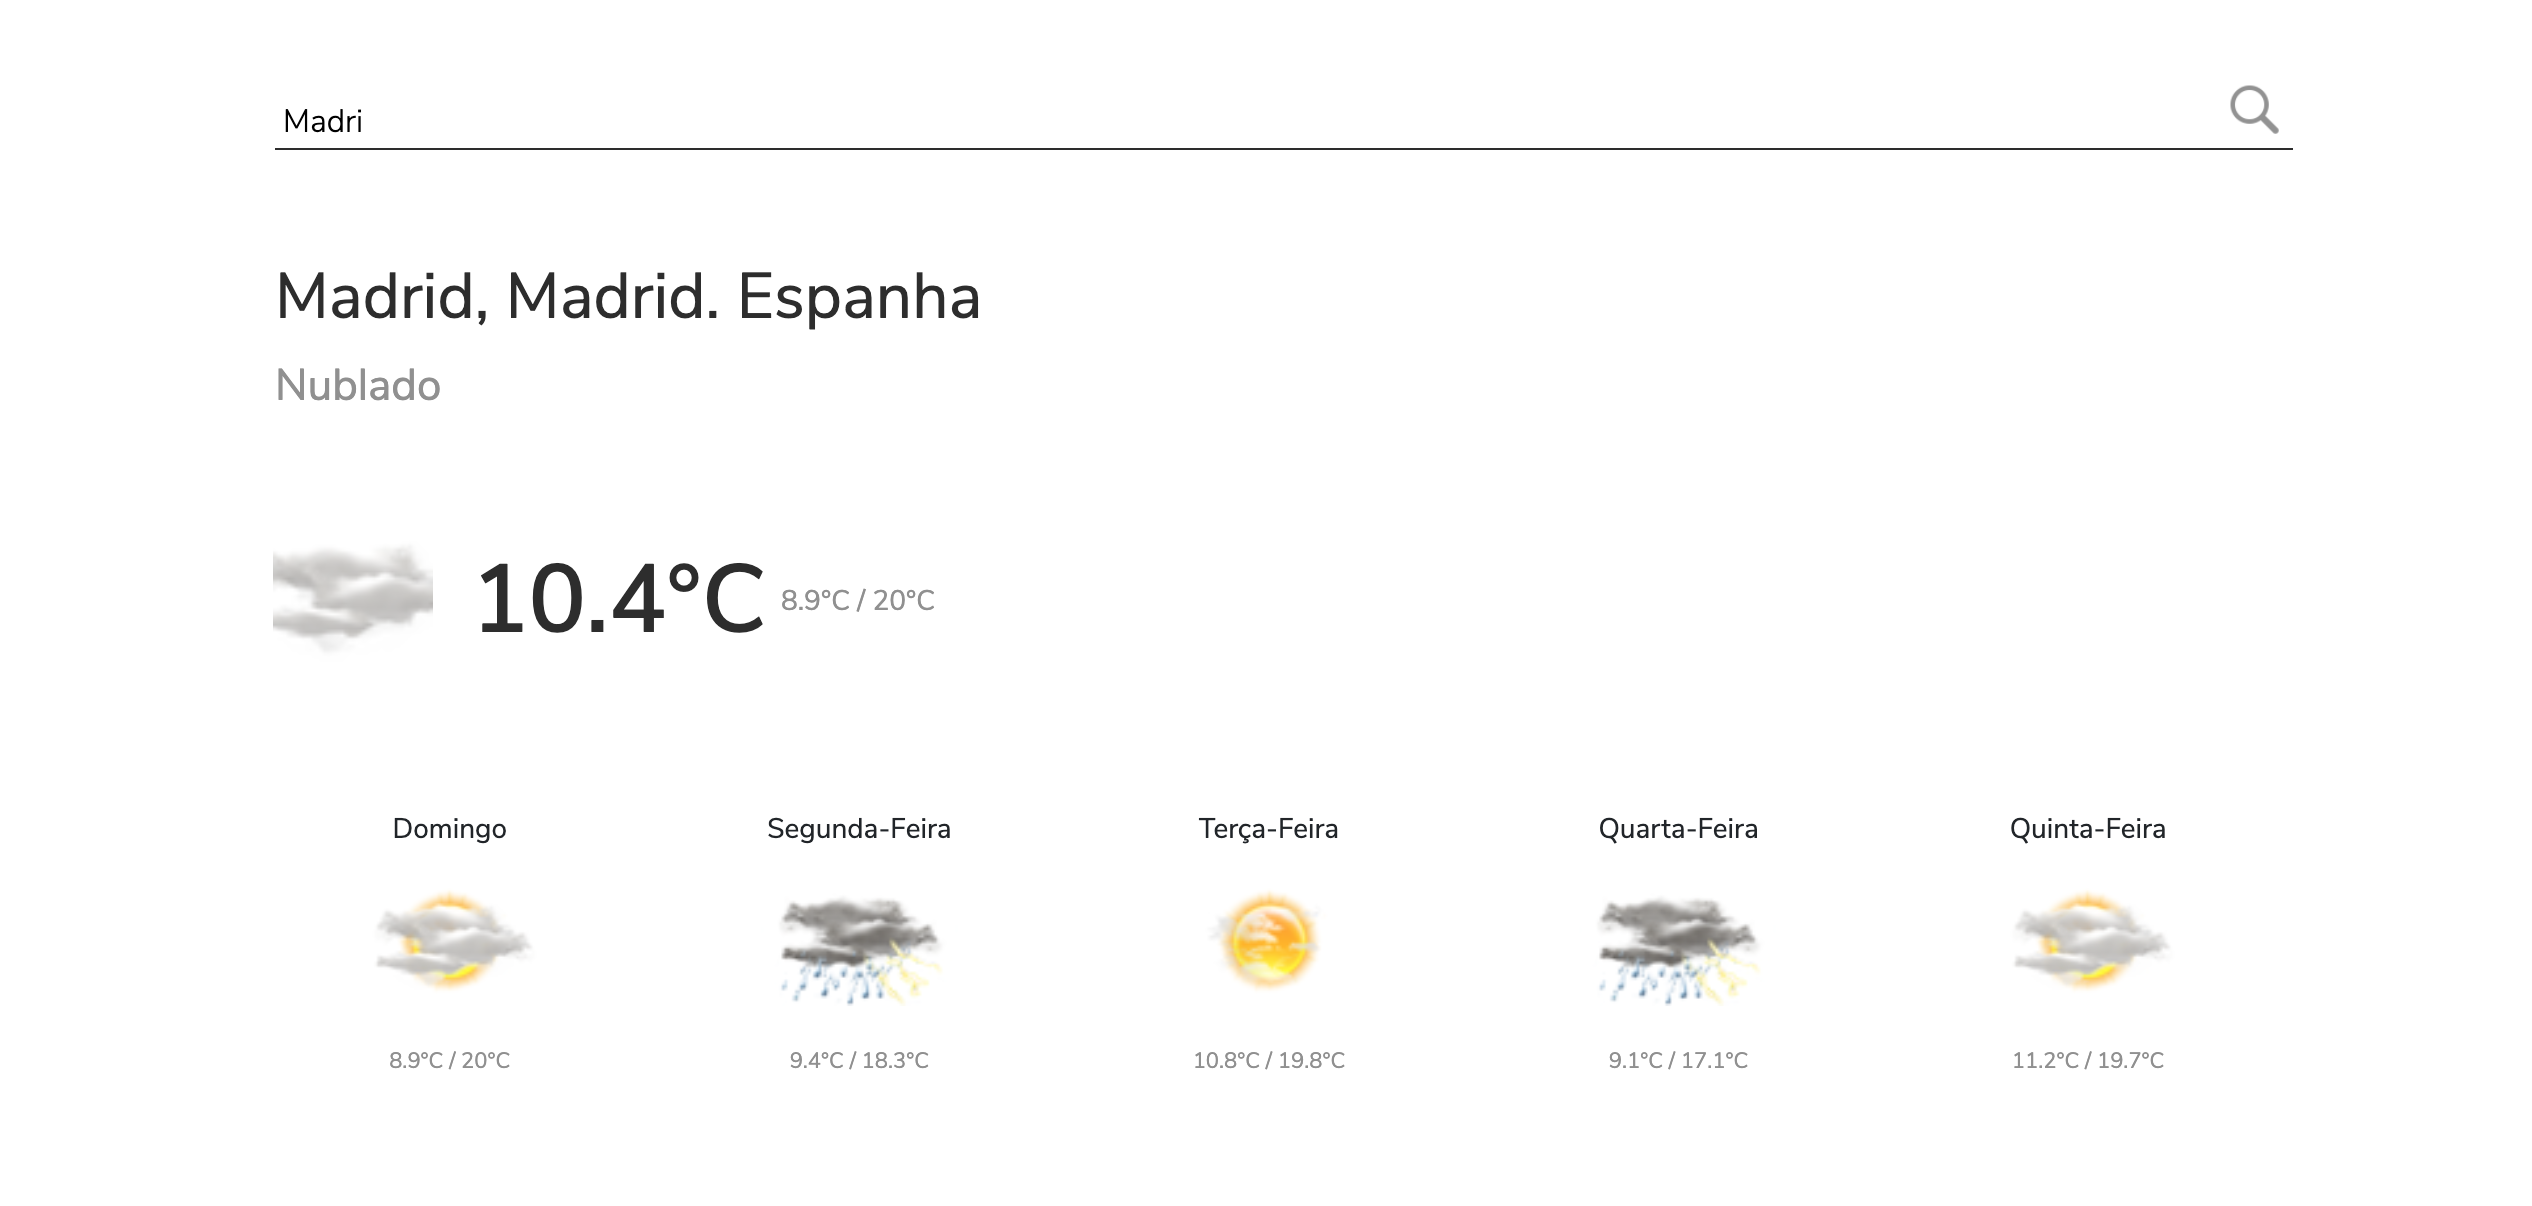 Madri
Madrid, Madrid. Espanha
Nublado
10.4°C 8.9°C / 20°C
Domingo Segunda-Feira Terça-Feira Quarta-Feira Quinta-Feira
8.9°C / 20°C 9.4°C / 18.3°C 10.8°C / 19.8°C 9.1°C / 17.1°C 11.2°C / 19.7°C